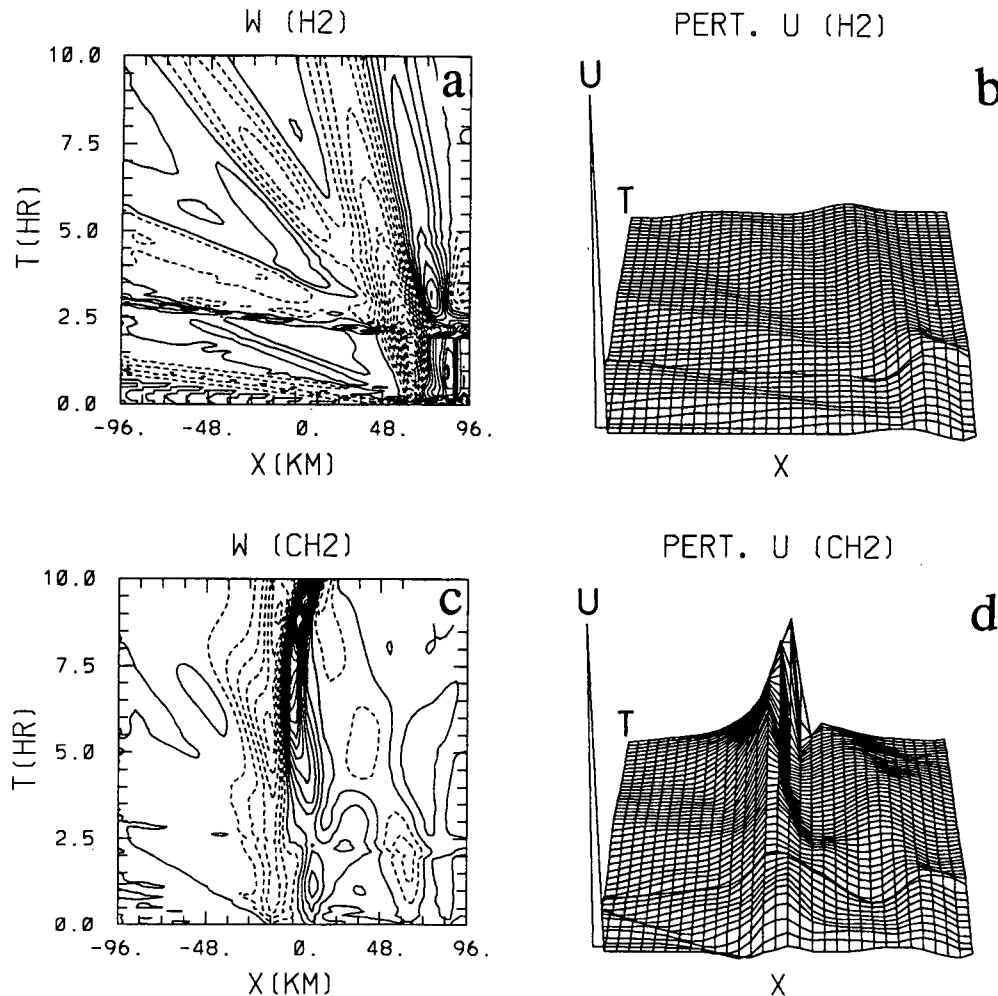 W (H2)
PERT. U (H2)
a
b
10.0
7.5
5.0
2.5
0.0
T(HR)
-96. -48. 0. 48. 96.
X(KM)
U
T
X
W (CH2)
PERT. U (CH2)
c
d
10.0
7.5
5.0
2.5
0.0
T(HR)
-96. -48. 0. 48. 96.
X(KM)
U
T
X